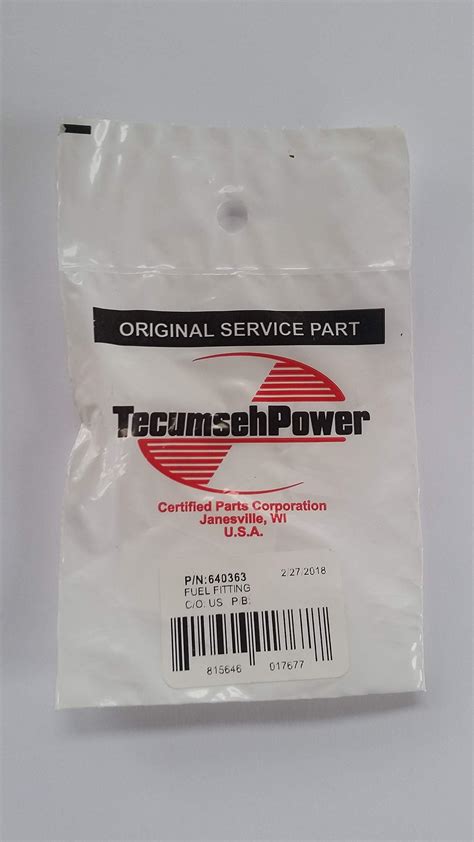 ORIGINAL SERVICE PART
TecumsehPower
Certified Parts Corporation
Janesville, WI
U.S.A.
P/N:640363 2/27/2018
FUEL FITTING
C/O: US P/B:
815646 017677